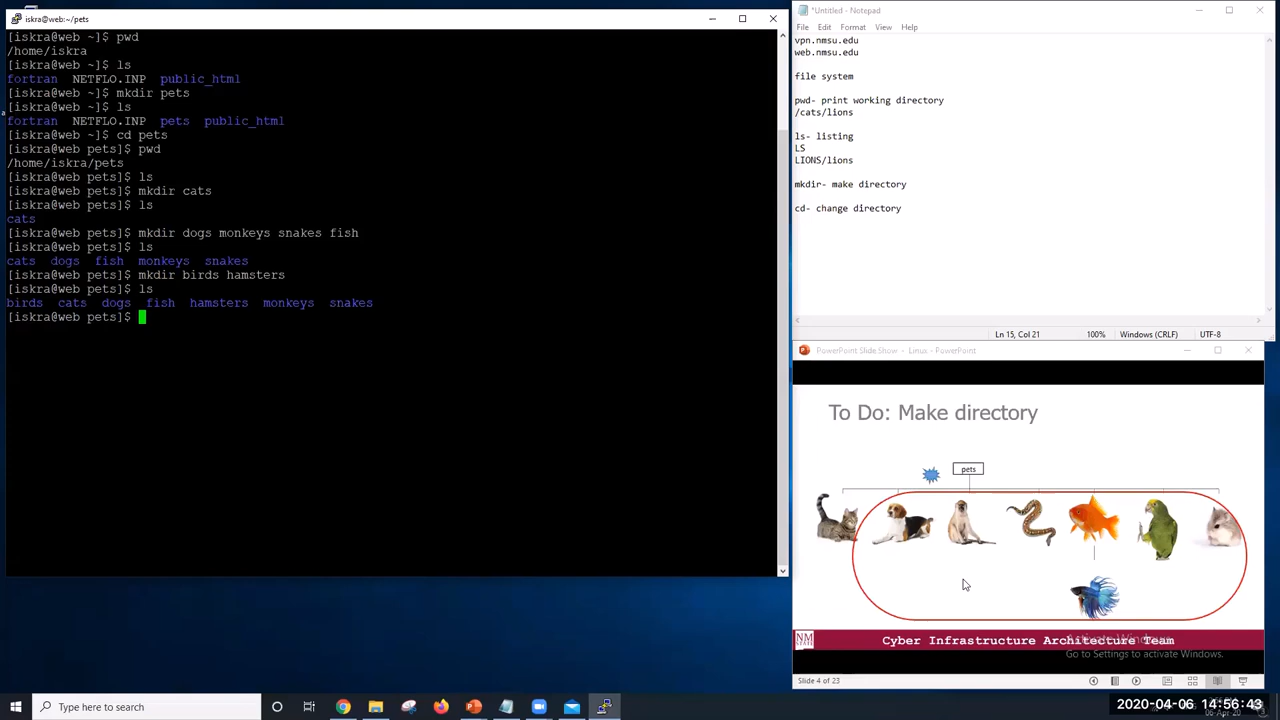 iskra@web:~/pets
[iskra@web ~]$ pwd
/home/iskra
[iskra@web ~]$ ls
fortran  NETFLO.INP  public_html
[iskra@web ~]$ mkdir pets
[iskra@web ~]$ ls
fortran  NETFLO.INP  pets  public_html
[iskra@web ~]$ cd pets
[iskra@web pets]$ pwd
/home/iskra/pets
[iskra@web pets]$ ls
[iskra@web pets]$ mkdir cats
[iskra@web pets]$ ls
cats
[iskra@web pets]$ mkdir dogs monkeys snakes fish
[iskra@web pets]$ ls
cats  dogs  fish  monkeys  snakes
[iskra@web pets]$ mkdir birds hamsters
[iskra@web pets]$ ls
birds  cats  dogs  fish  hamsters  monkeys  snakes
[iskra@web pets]$
*Untitled - Notepad
File Edit Format View Help
vpn.nmsu.edu
web.nmsu.edu
file system
pwd- print working directory
/cats/lions
ls- listing
LS
LIONS/lions
mkdir- make directory
cd- change directory
Ln 15, Col 21 100% Windows (CRLF) UTF-8
PowerPoint Slide Show - Linus - PowerPoint
To Do: Make directory
pets
NM
Cyber Infrastructure Architecture Team
Activate Windows
Go to Settings to activate Windows.
Slide 4 of 23
Type here to search
2020-04-06 14:56:43